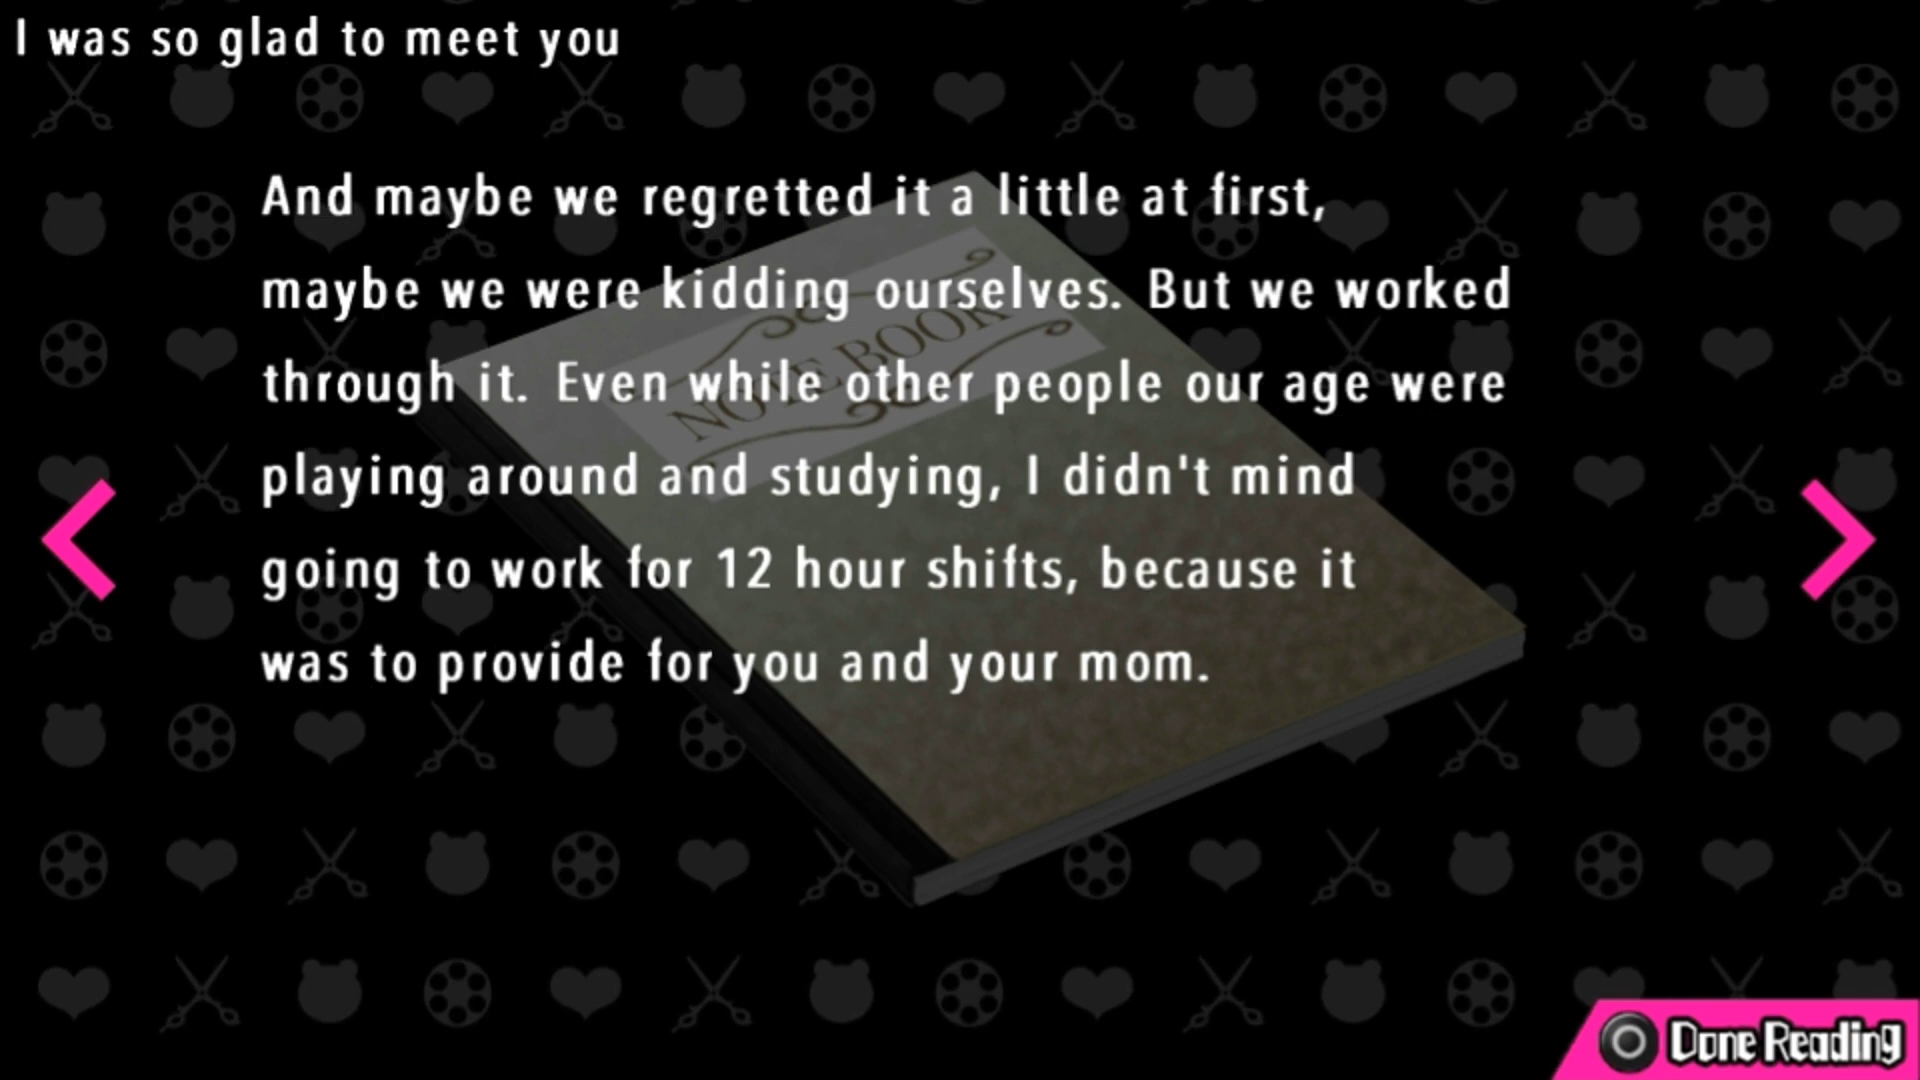 I was so glad to meet you
And maybe we regretted it a little at first,
maybe we were kidding ourselves. But we worked
through it. Even while other people our age were
playing around and studying, I didn't mind
going to work for 12 hour shifts, because it
was to provide for you and your mom.
NOTE BOOK
Done Reading